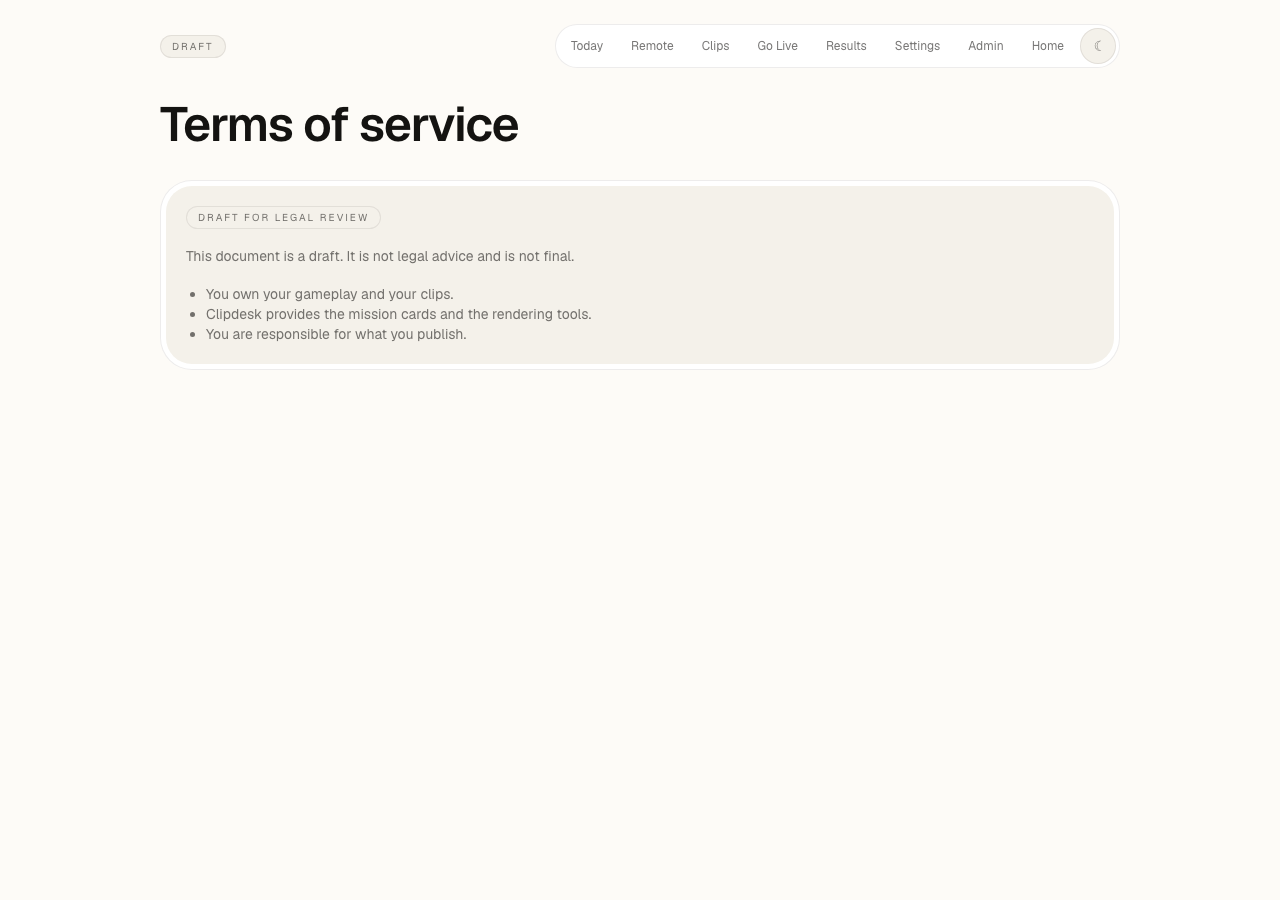 DRAFT
Today Remote Clips Go Live Results Settings Admin Home
Terms of service
DRAFT FOR LEGAL REVIEW
This document is a draft. It is not legal advice and is not final.
• You own your gameplay and your clips.
• Clipdesk provides the mission cards and the rendering tools.
• You are responsible for what you publish.